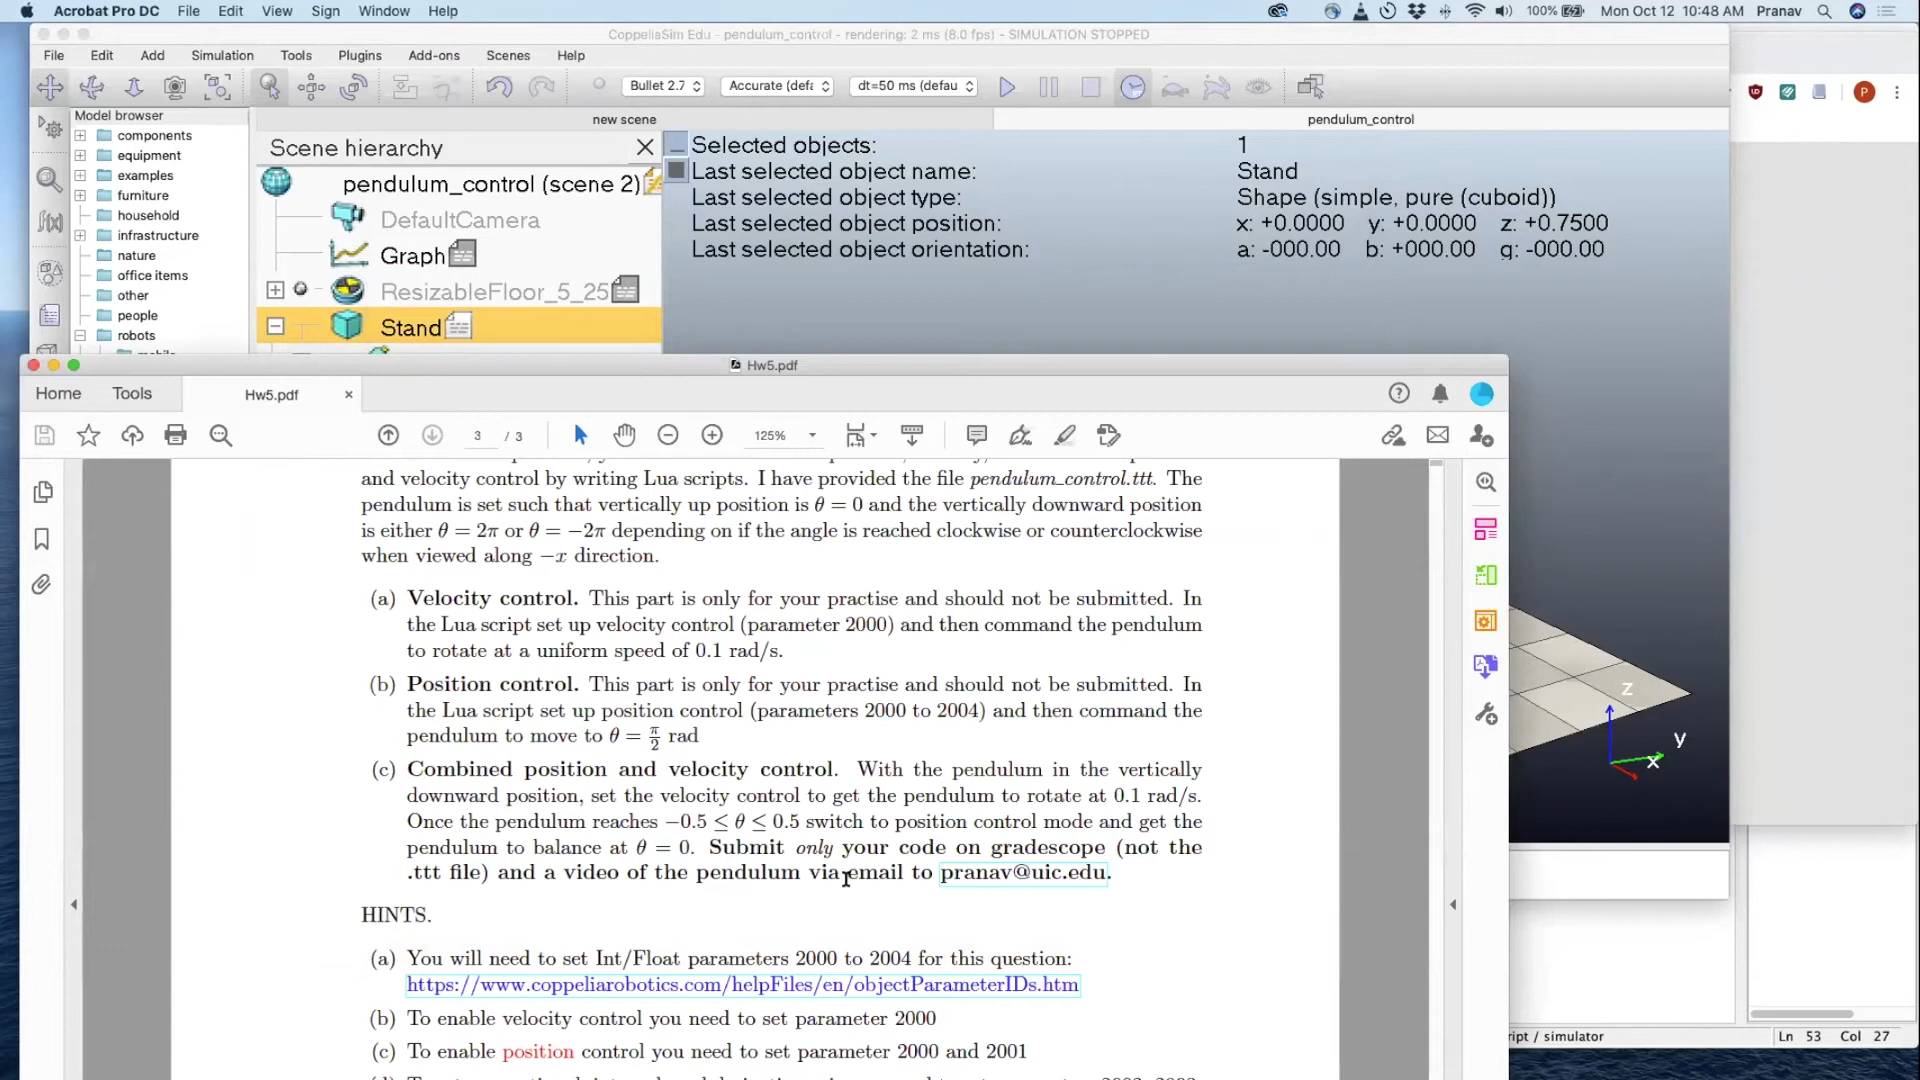 Acrobat Pro DC File Edit View Sign Window Help
100% Mon Oct 12 10:48 AM Pranav
CoppeliaSim Edu - pendulum_control - rendering: 2 ms (8.0 fps) - SIMULATION STOPPED
File Edit Add Simulation Tools Plugins Add-ons Scenes Help
Bullet 2.7 Accurate (defa dt=50 ms (defau
P
Model browser
new scene pendulum_control
components
equipment
examples
furniture
household
infrastructure
nature
office items
other
people
robots
f(x)
Scene hierarchy
pendulum_control (scene 2)
DefaultCamera
Graph
ResizableFloor_5_25
Stand
Selected objects: 1
Last selected object name: Stand
Last selected object type: Shape (simple, pure (cuboid))
Last selected object position: x: +0.0000 y: +0.0000 z: +0.7500
Last selected object orientation: a: -000.00 b: +000.00 g: -000.00
Hw5.pdf
Home Tools Hw5.pdf
3 / 3 125%
and velocity control by writing Lua scripts. I have provided the file pendulum_control.ttt. The
pendulum is set such that vertically up position is θ = 0 and the vertically downward position
is either θ = 2π or θ = −2π depending on if the angle is reached clockwise or counterclockwise
when viewed along −x direction.
(a) Velocity control. This part is only for your practise and should not be submitted. In
the Lua script set up velocity control (parameter 2000) and then command the pendulum
to rotate at a uniform speed of 0.1 rad/s.
(b) Position control. This part is only for your practise and should not be submitted. In
the Lua script set up position control (parameters 2000 to 2004) and then command the
pendulum to move to θ = π/2 rad
(c) Combined position and velocity control. With the pendulum in the vertically
downward position, set the velocity control to get the pendulum to rotate at 0.1 rad/s.
Once the pendulum reaches −0.5 ≤ θ ≤ 0.5 switch to position control mode and get the
pendulum to balance at θ = 0. Submit only your code on gradescope (not the
.ttt file) and a video of the pendulum via email to pranav@uic.edu.
HINTS.
(a) You will need to set Int/Float parameters 2000 to 2004 for this question:
https://www.coppeliarobotics.com/helpFiles/en/objectParameterIDs.htm
(b) To enable velocity control you need to set parameter 2000
(c) To enable position control you need to set parameter 2000 and 2001
z
y
x
ript / simulator Ln 53 Col 27